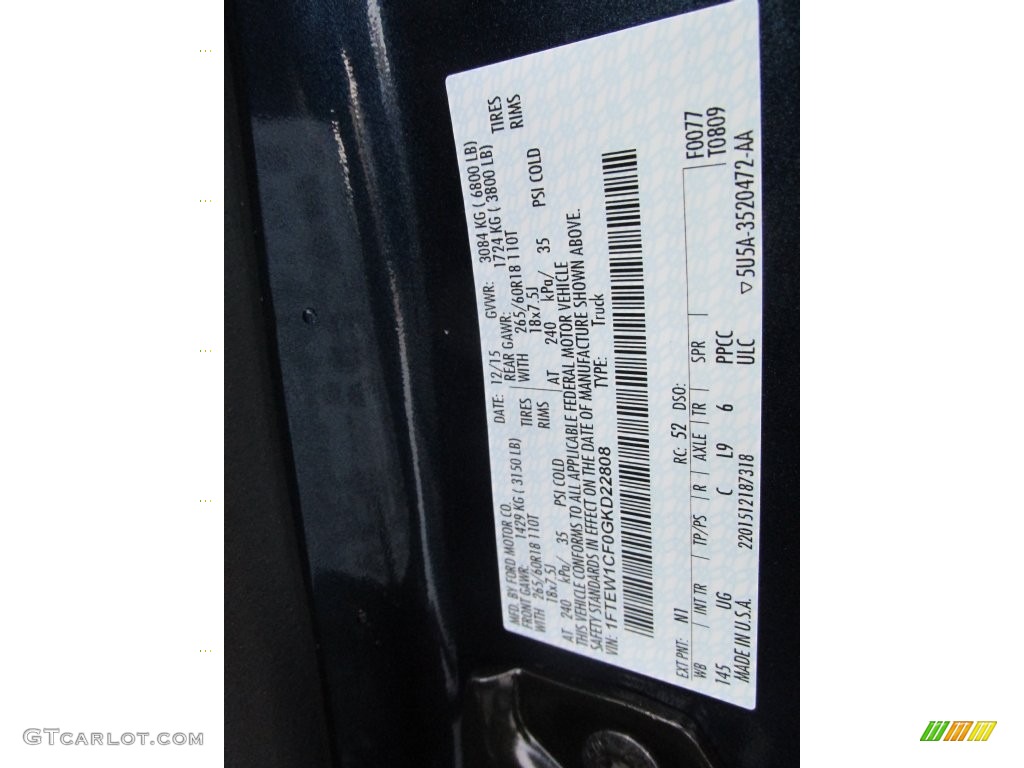 MFD. BY FORD MOTOR CO. DATE: 12/15 GVWR: 3084 KG ( 6800 LB)
FRONT GAWR: 1429 KG ( 3150 LB) REAR GAWR: 1724 KG ( 3800 LB)
WITH 265/60R18 110T TIRES WITH 265/60R18 110T TIRES
18x7.5J RIMS 18x7.5J RIMS
AT 240 kPa/ 35 PSI COLD AT 240 kPa/ 35 PSI COLD
THIS VEHICLE CONFORMS TO ALL APPLICABLE FEDERAL MOTOR VEHICLE
SAFETY STANDARDS IN EFFECT ON THE DATE OF MANUFACTURE SHOWN ABOVE.
VIN: 1FTEW1CF0GKD22808 TYPE: Truck
EXT PNT: N1 RC: 52 DSO: F0077
WB INT TR TP/PS R AXLE TR SPR T0809
145 UG C L9 6 PPCC
MADE IN U.S.A. 2201512187318 ULC ▽5U5A-3520472-AA
GTCARLOT.COM